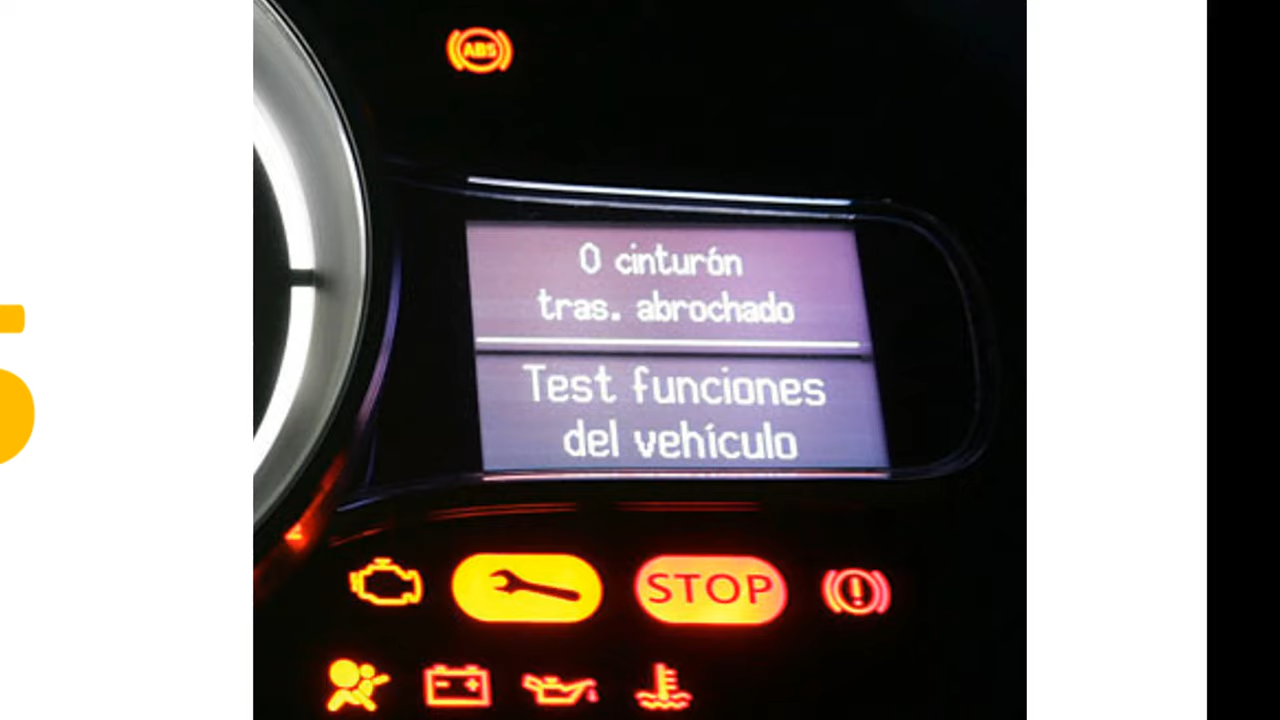 ABS
0 cinturón
tras. abrochado
Test funciones
del vehículo
STOP